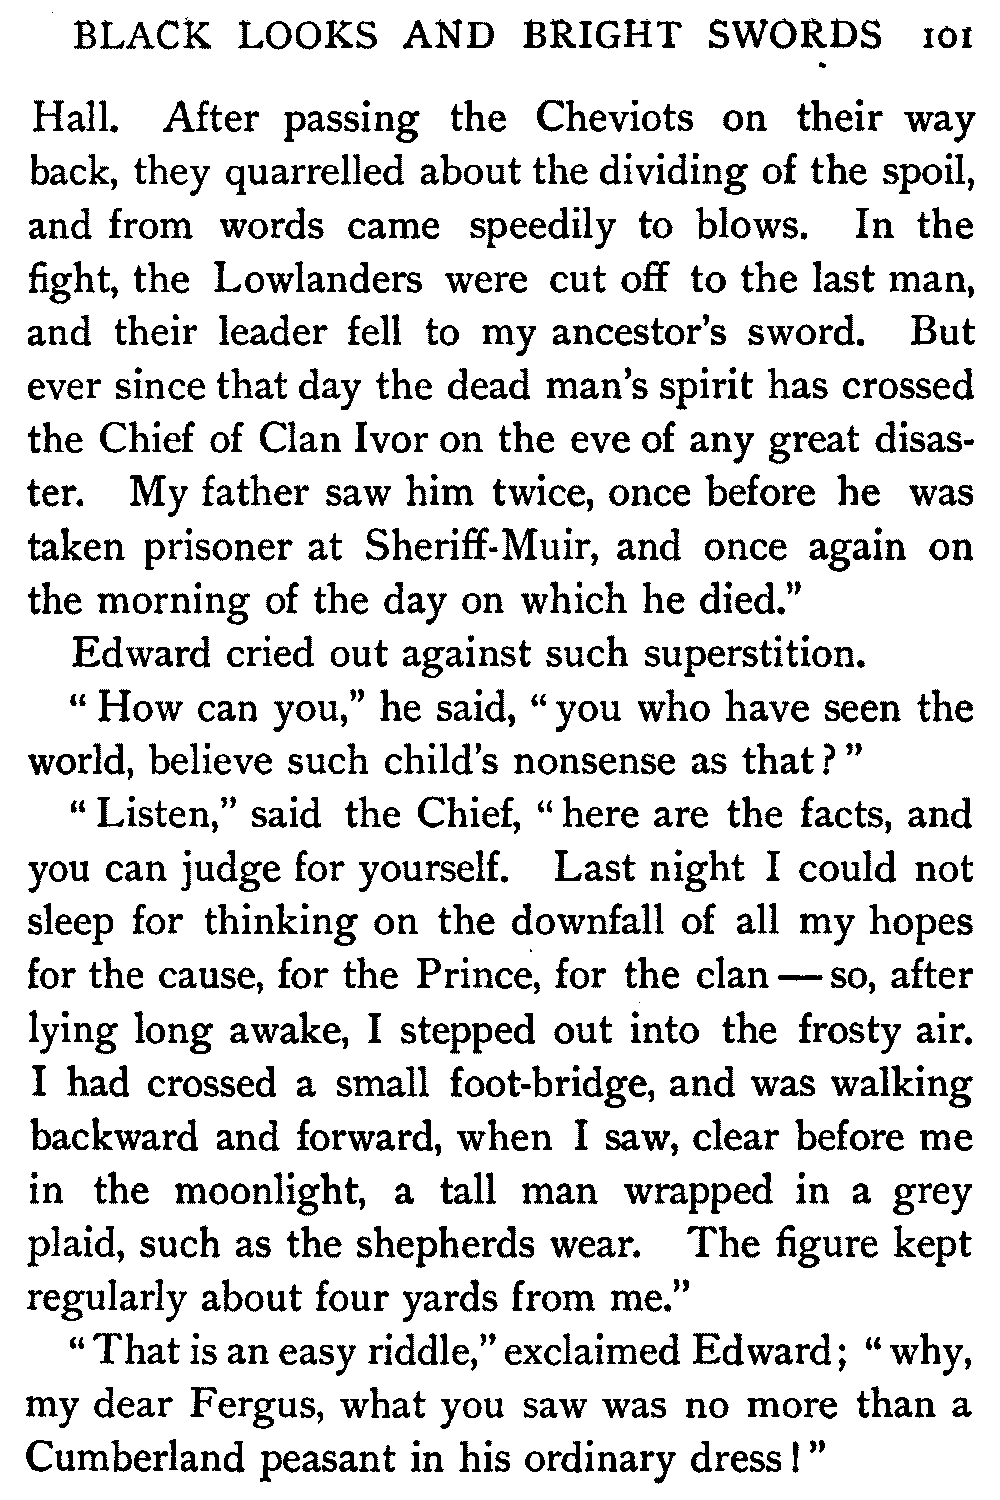 BLACK LOOKS AND BRIGHT SWORDS 101
Hall. After passing the Cheviots on their way
back, they quarrelled about the dividing of the spoil,
and from words came speedily to blows. In the
fight, the Lowlanders were cut off to the last man,
and their leader fell to my ancestor's sword. But
ever since that day the dead man's spirit has crossed
the Chief of Clan Ivor on the eve of any great disas-
ter. My father saw him twice, once before he was
taken prisoner at Sheriff-Muir, and once again on
the morning of the day on which he died."
Edward cried out against such superstition.
"How can you," he said, "you who have seen the
world, believe such child's nonsense as that?"
"Listen," said the Chief, "here are the facts, and
you can judge for yourself. Last night I could not
sleep for thinking on the downfall of all my hopes
for the cause, for the Prince, for the clan — so, after
lying long awake, I stepped out into the frosty air.
I had crossed a small foot-bridge, and was walking
backward and forward, when I saw, clear before me
in the moonlight, a tall man wrapped in a grey
plaid, such as the shepherds wear. The figure kept
regularly about four yards from me."
"That is an easy riddle," exclaimed Edward; "why,
my dear Fergus, what you saw was no more than a
Cumberland peasant in his ordinary dress!"